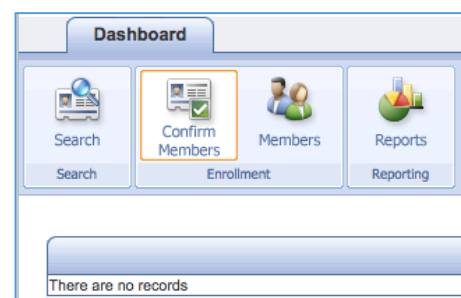 Dashboard
Search
Confirm
Members
Members
Reports
Search
Enrollment
Reporting
There are no records